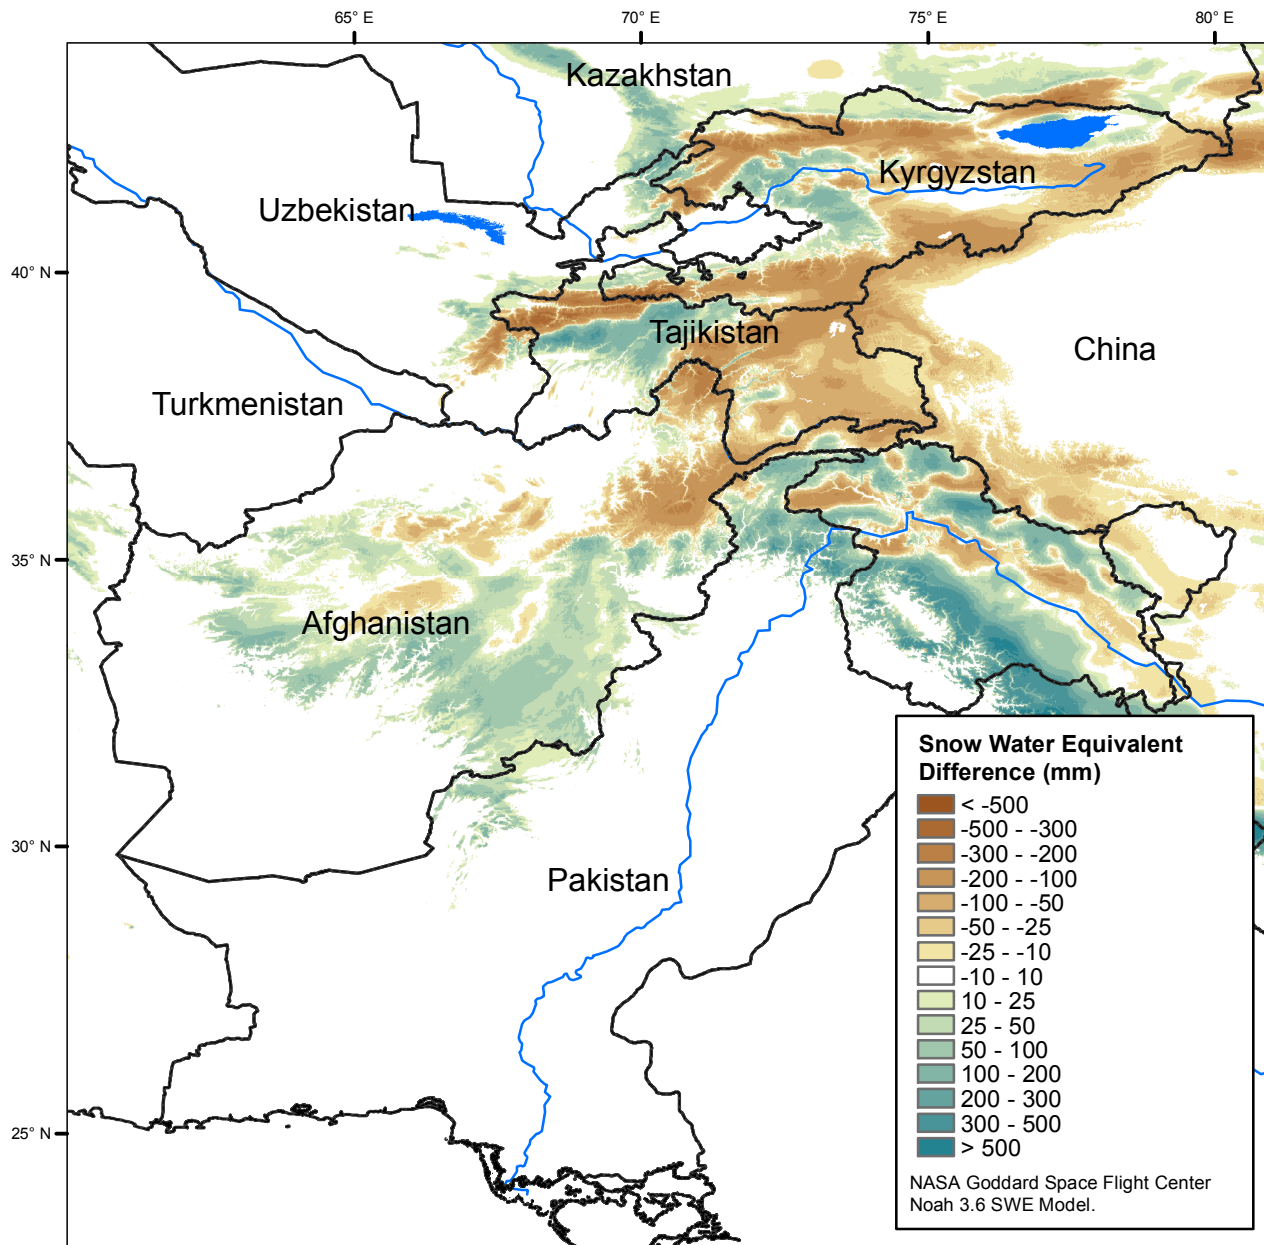 65° E
70° E
75° E
80° E
Kazakhstan
Kyrgyzstan
Uzbekistan
40° N
Tajikistan
China
Turkmenistan
35° N
Afghanistan
30° N
Pakistan
25° N
Snow Water Equivalent
Difference (mm)
< -500
-500 - -300
-300 - -200
-200 - -100
-100 - -50
-50 - -25
-25 - -10
-10 - 10
10 - 25
25 - 50
50 - 100
100 - 200
200 - 300
300 - 500
> 500
NASA Goddard Space Flight Center
Noah 3.6 SWE Model.